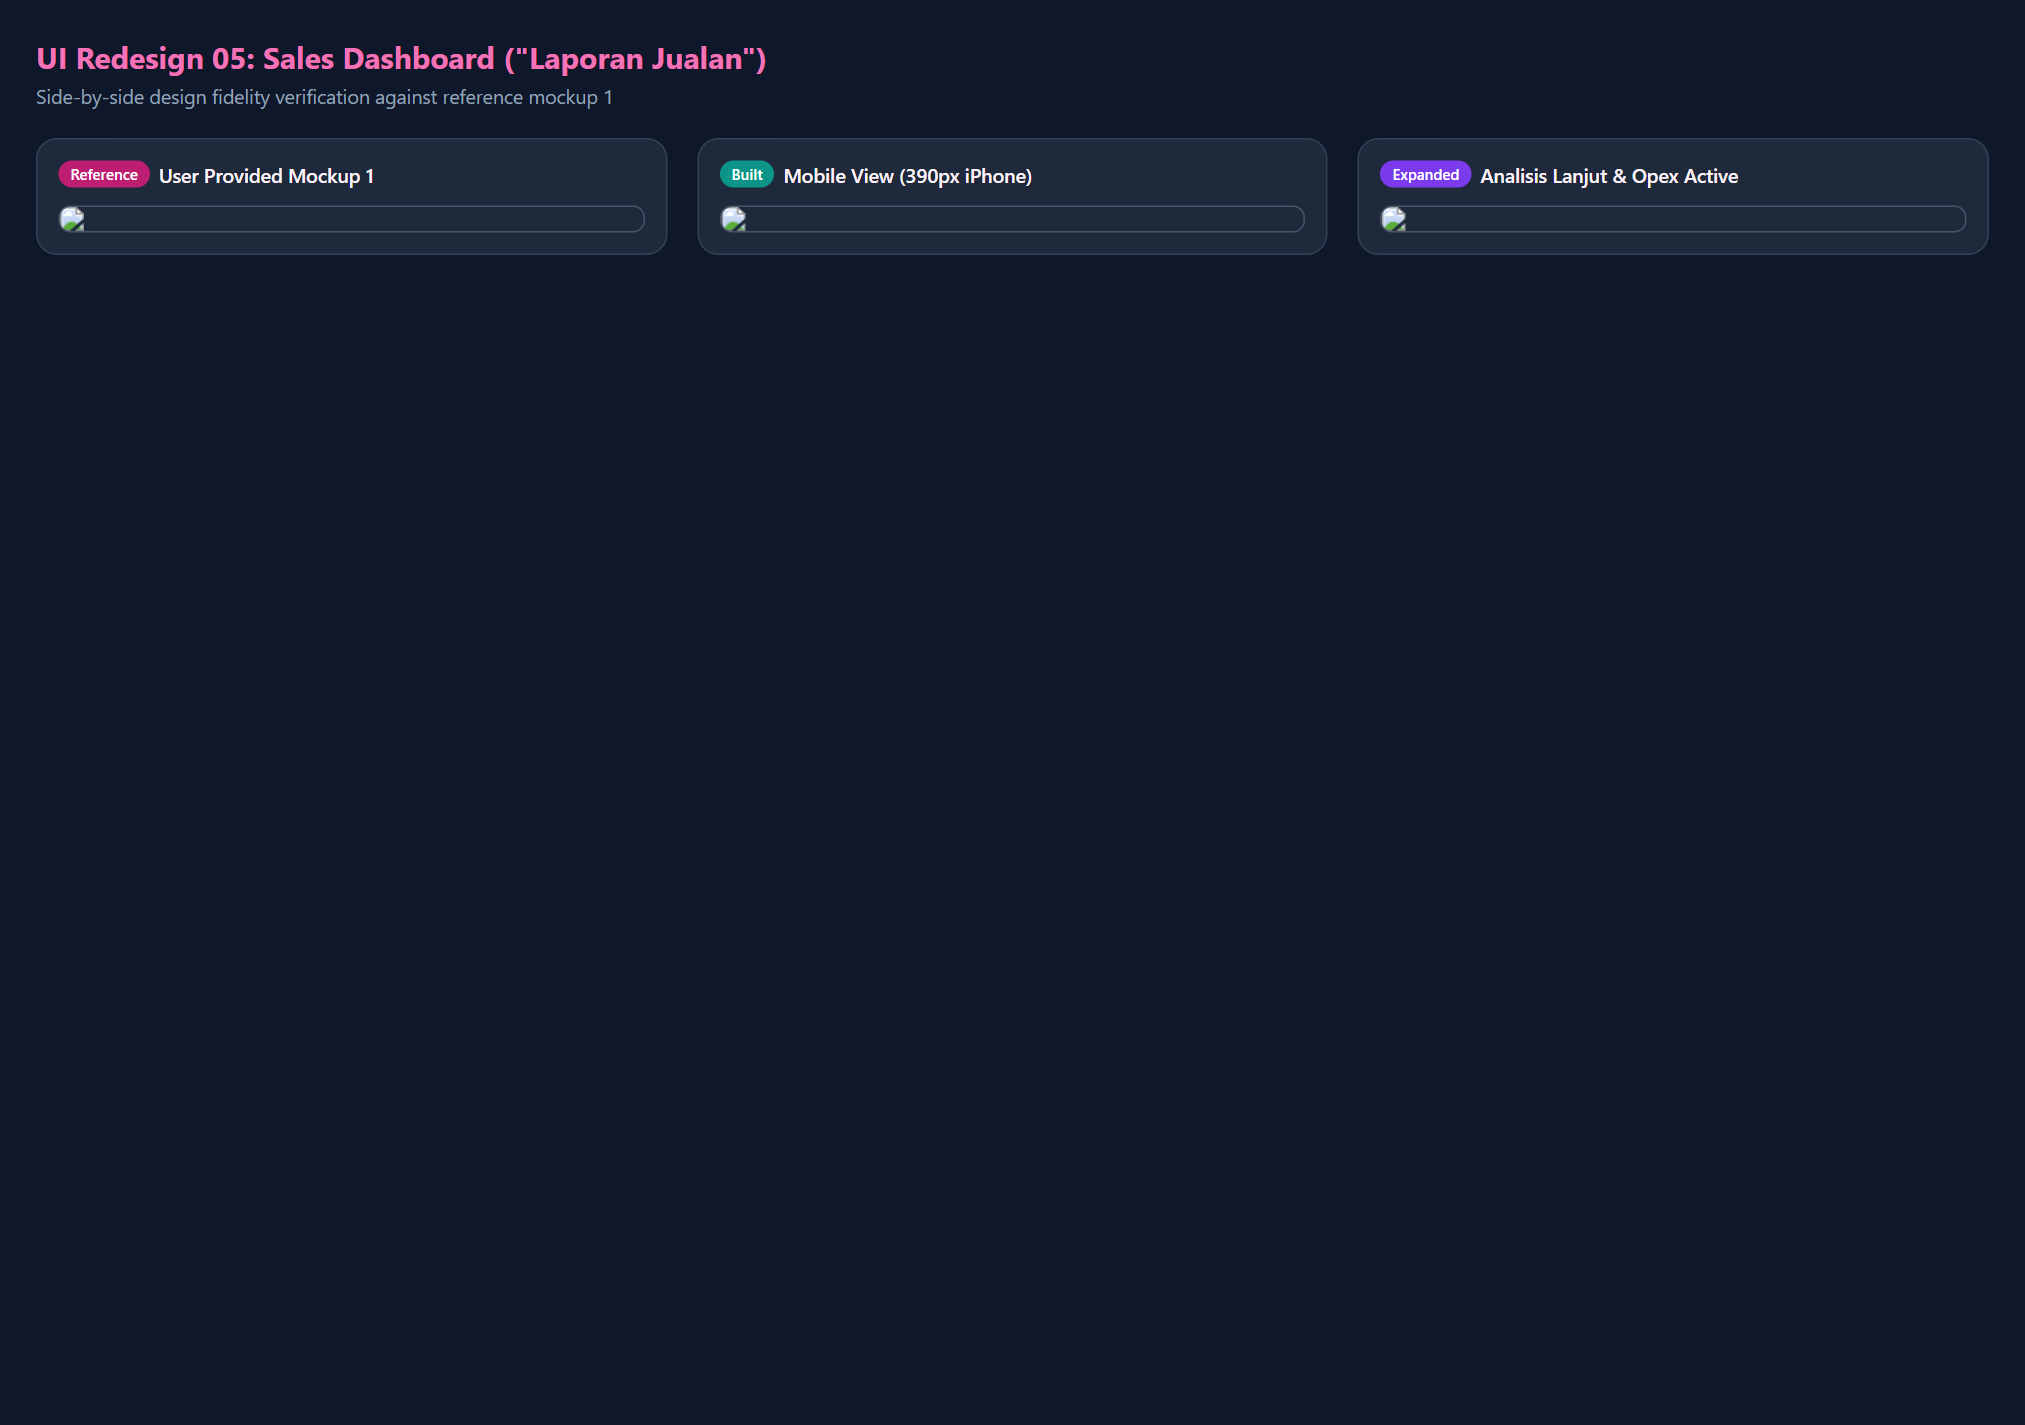 UI Redesign 05: Sales Dashboard ("Laporan Jualan")
Side-by-side design fidelity verification against reference mockup 1
Reference User Provided Mockup 1
Built Mobile View (390px iPhone)
Expanded Analisis Lanjut & Opex Active